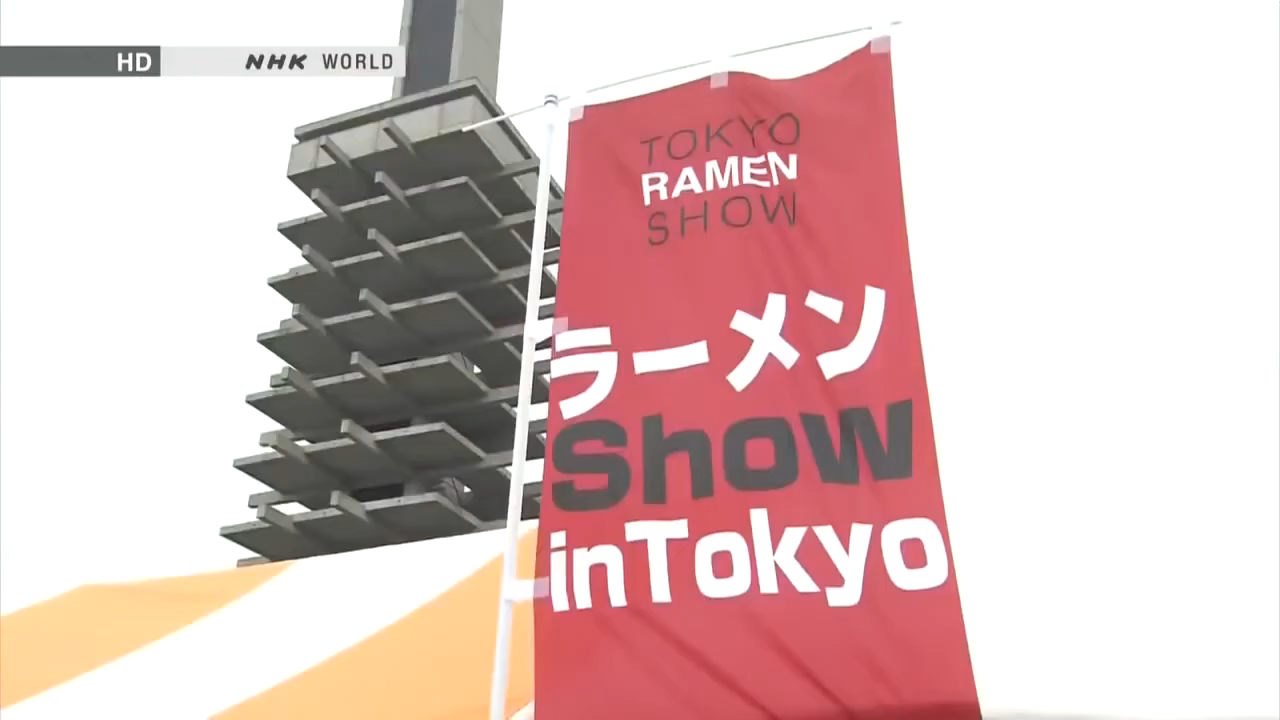 HD
NHK WORLD
TOKYO
RAMEN
SHOW
ラーメン
Show
inTokyo